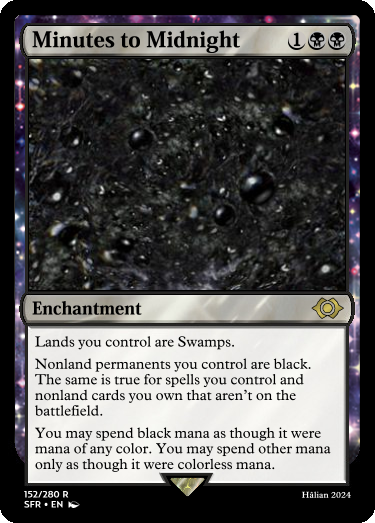 Minutes to Midnight 1
Enchantment
Lands you control are Swamps.
Nonland permanents you control are black.
The same is true for spells you control and
nonland cards you own that aren't on the
battlefield.
You may spend black mana as though it were
mana of any color. You may spend other mana
only as though it were colorless mana.
152/280 R
SFR • EN
Hâlian 2024